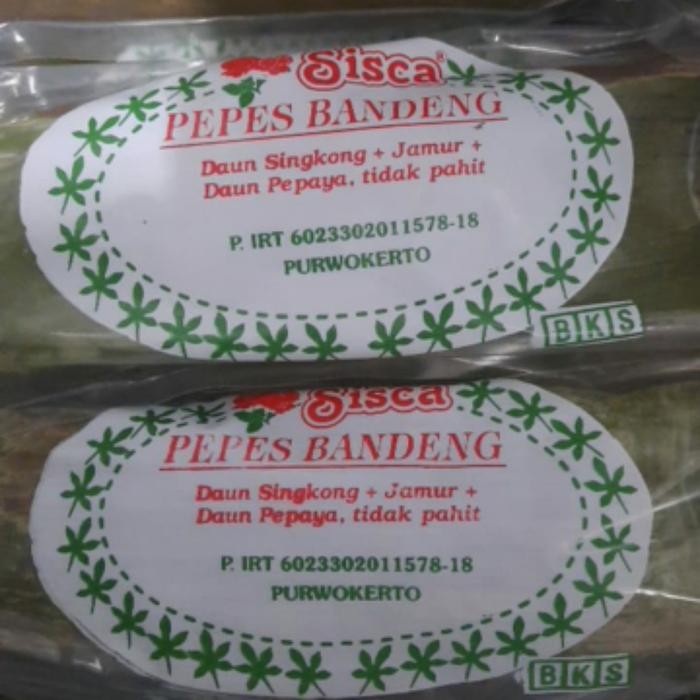 Sisca
PEPES BANDENG
Daun Singkong + Jamur +
Daun Pepaya, tidak pahit
P. IRT 6023302011578-18
PURWOKERTO
BKS
Sisca
PEPES BANDENG
Daun Singkong + Jamur +
Daun Pepaya, tidak pahit
P. IRT 6023302011578-18
PURWOKERTO
BKS